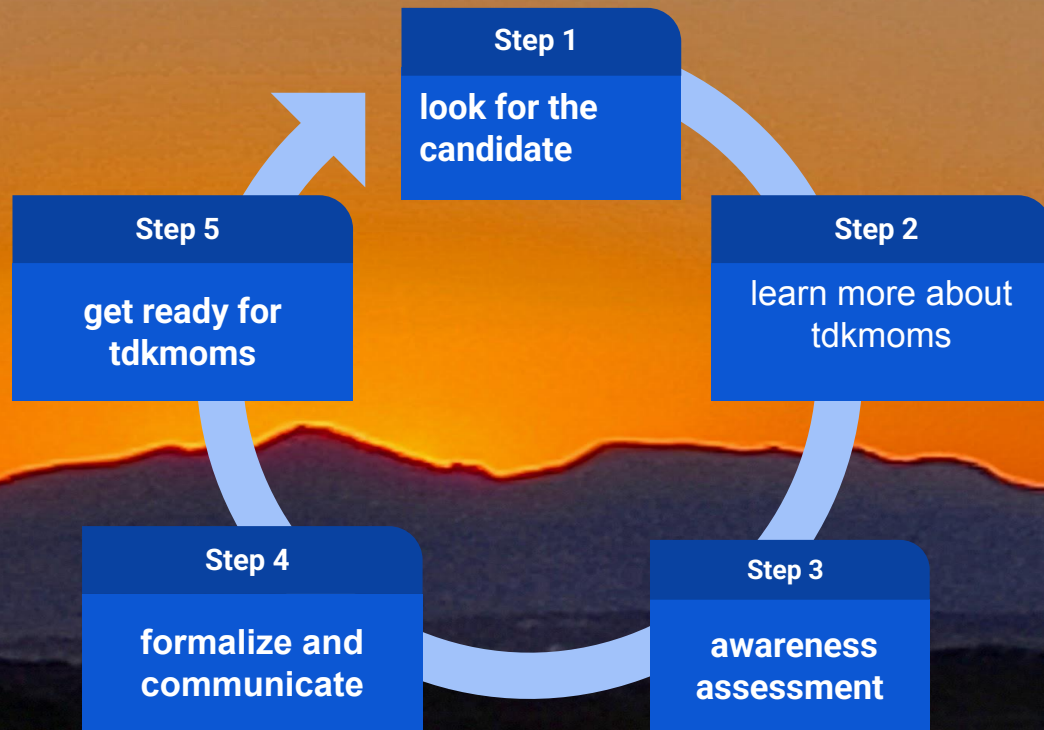 Step 1
look for the
candidate
Step 2
learn more about
tdkmoms
Step 3
awareness
assessment
Step 4
formalize and
communicate
Step 5
get ready for
tdkmoms